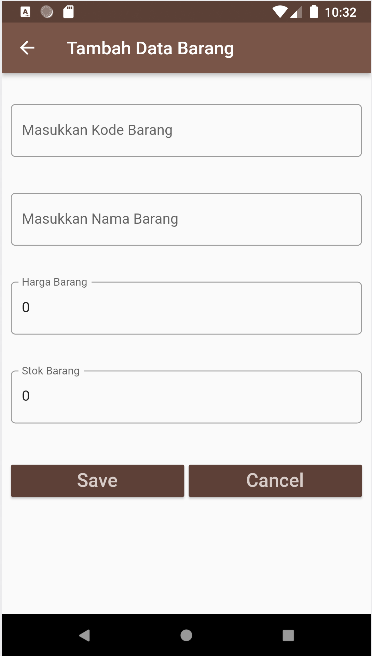 10:32
Tambah Data Barang
Masukkan Kode Barang
Masukkan Nama Barang
Harga Barang
0
Stok Barang
0
Save Cancel